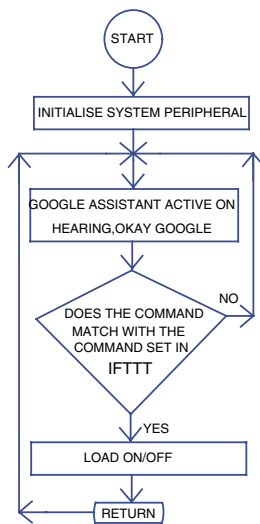 START
INITIALISE SYSTEM PERIPHERAL
GOOGLE ASSISTANT ACTIVE ON
HEARING,OKAY GOOGLE
DOES THE COMMAND
MATCH WITH THE
COMMAND SET IN
IFTTT
NO
YES
LOAD ON/OFF
RETURN